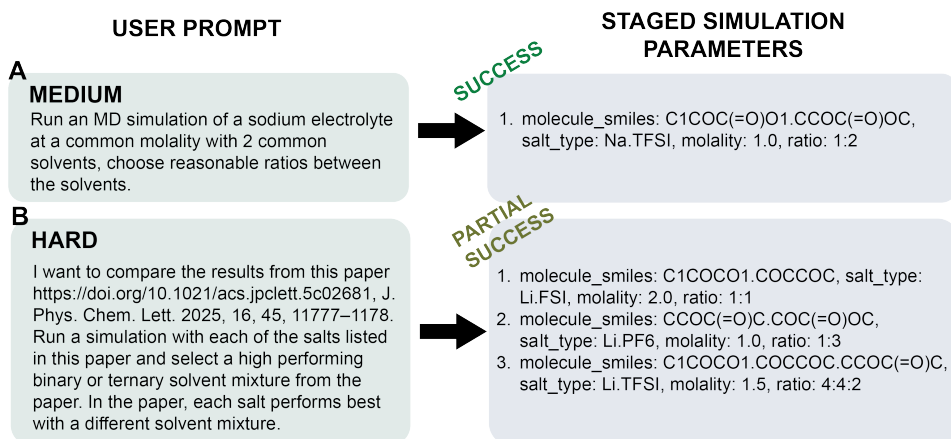 USER PROMPT
STAGED SIMULATION
PARAMETERS
A
MEDIUM
Run an MD simulation of a sodium electrolyte
at a common molality with 2 common
solvents, choose reasonable ratios between
the solvents.
SUCCESS
1. molecule_smiles: C1COC(=O)O1.CCOC(=O)OC,
salt_type: Na.TFSI, molality: 1.0, ratio: 1:2
B
HARD
I want to compare the results from this paper
https://doi.org/10.1021/acs.jpclett.5c02681, J.
Phys. Chem. Lett. 2025, 16, 45, 11777–1178.
Run a simulation with each of the salts listed
in this paper and select a high performing
binary or ternary solvent mixture from the
paper. In the paper, each salt performs best
with a different solvent mixture.
PARTIAL
SUCCESS
1. molecule_smiles: C1COCO1.COCCOC, salt_type:
Li.FSI, molality: 2.0, ratio: 1:1
2. molecule_smiles: CCOC(=O)C.COC(=O)OC,
salt_type: Li.PF6, molality: 1.0, ratio: 1:3
3. molecule_smiles: C1COCO1.COCCOC.CCOC(=O)C,
salt_type: Li.TFSI, molality: 1.5, ratio: 4:4:2